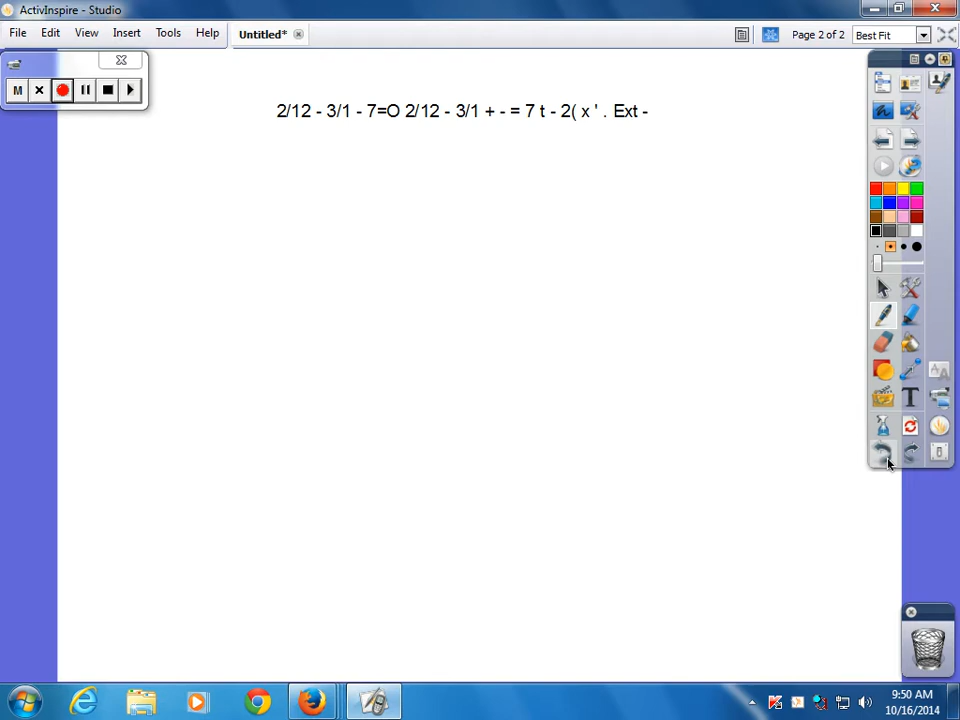 ActivInspire - Studio
File Edit View Insert Tools Help Untitled* Page 2 of 2 Best Fit
M
2/12 - 3/1 - 7=O 2/12 - 3/1 + - = 7 t - 2( x ' . Ext -
T
9:50 AM
10/16/2014